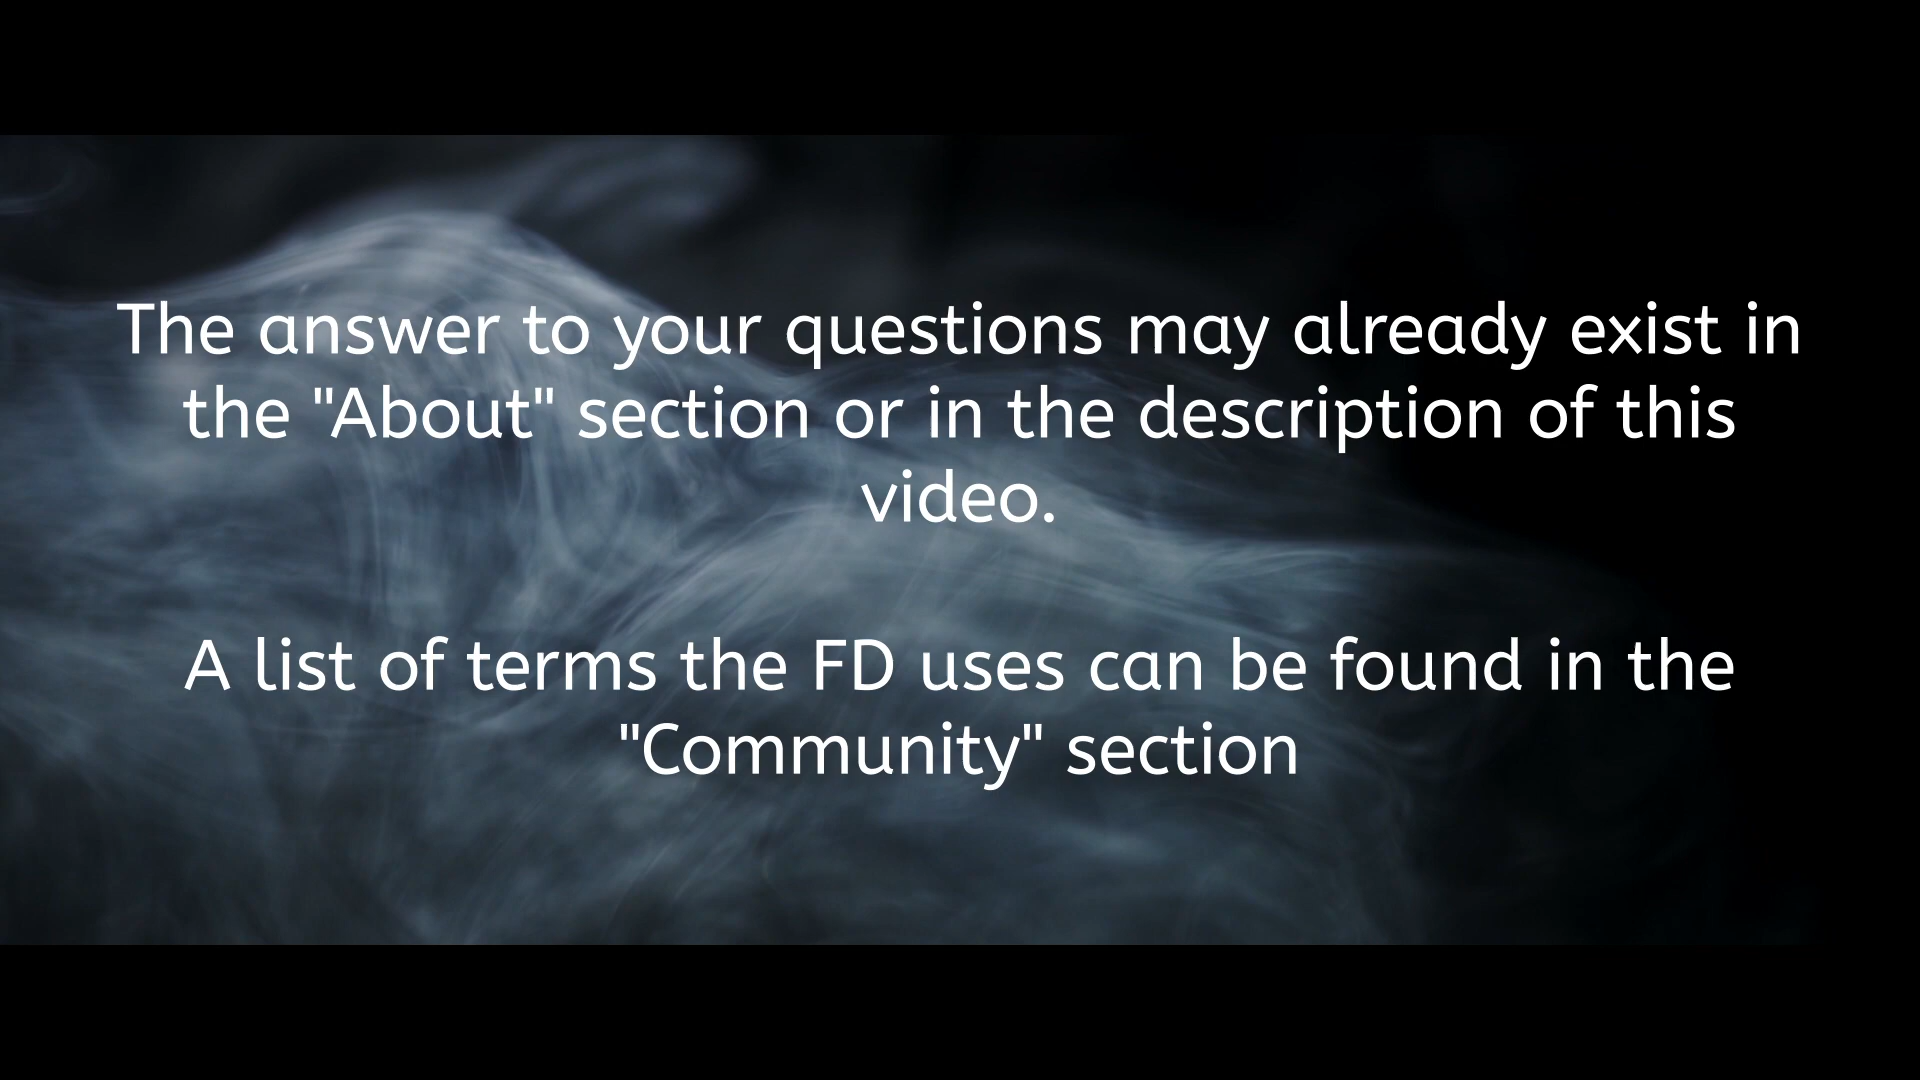 The answer to your questions may already exist in
the "About" section or in the description of this
video.
A list of terms the FD uses can be found in the
"Community" section